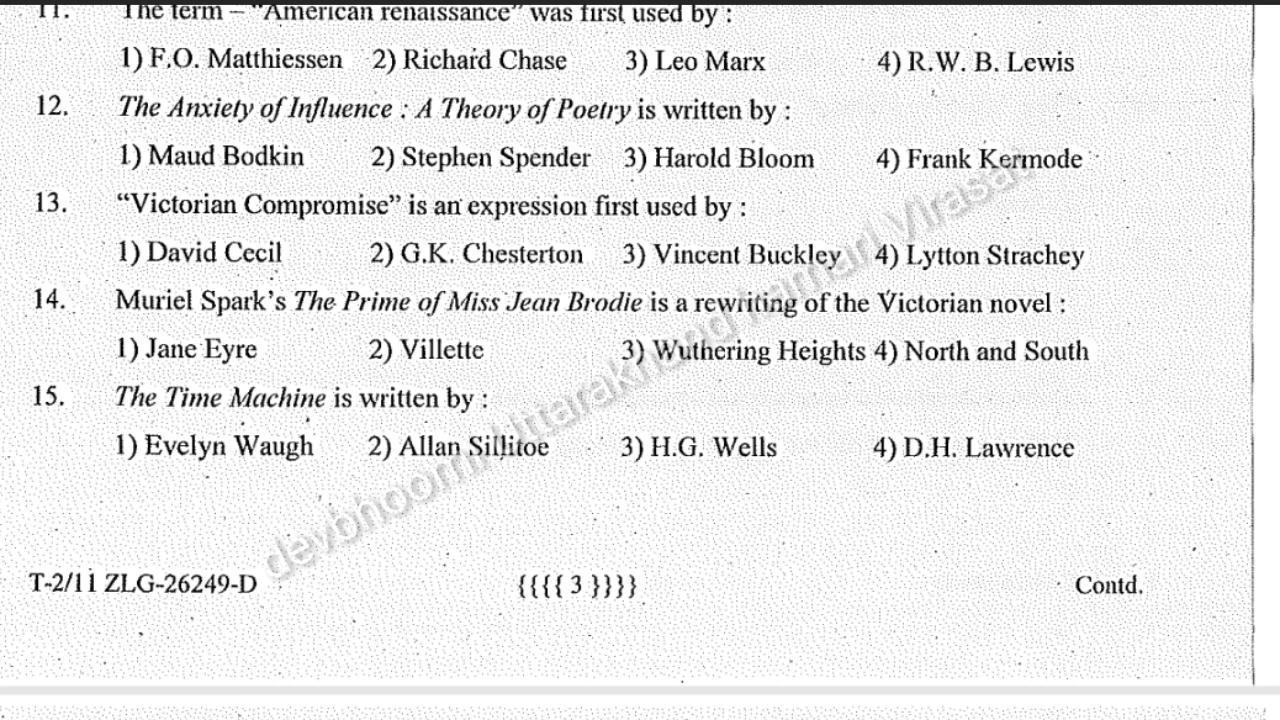 11. The term – "American renaissance" was first used by :
1) F.O. Matthiessen 2) Richard Chase 3) Leo Marx 4) R.W. B. Lewis
12. The Anxiety of Influence : A Theory of Poetry is written by :
1) Maud Bodkin 2) Stephen Spender 3) Harold Bloom 4) Frank Kermode
13. “Victorian Compromise” is an expression first used by :
1) David Cecil 2) G.K. Chesterton 3) Vincent Buckley 4) Lytton Strachey
14. Muriel Spark’s The Prime of Miss Jean Brodie is a rewriting of the Victorian novel :
1) Jane Eyre 2) Villette 3) Wuthering Heights 4) North and South
15. The Time Machine is written by :
1) Evelyn Waugh 2) Allan Sillitoe 3) H.G. Wells 4) D.H. Lawrence
devbhoomi Uttarakhand hamari Virasat
T-2/11 ZLG-26249-D {{{{ 3 }}}} Contd.